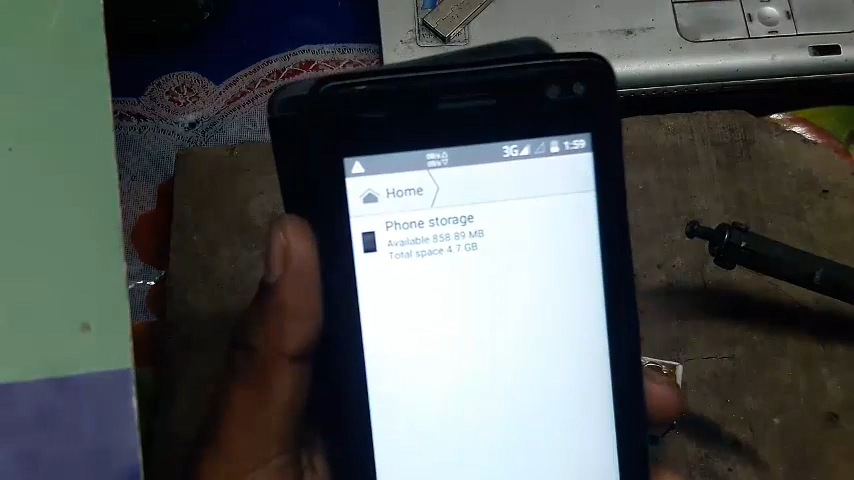 3G 1:59
Home
Phone storage
Available 858.89 MB
Total space 4.7 GB